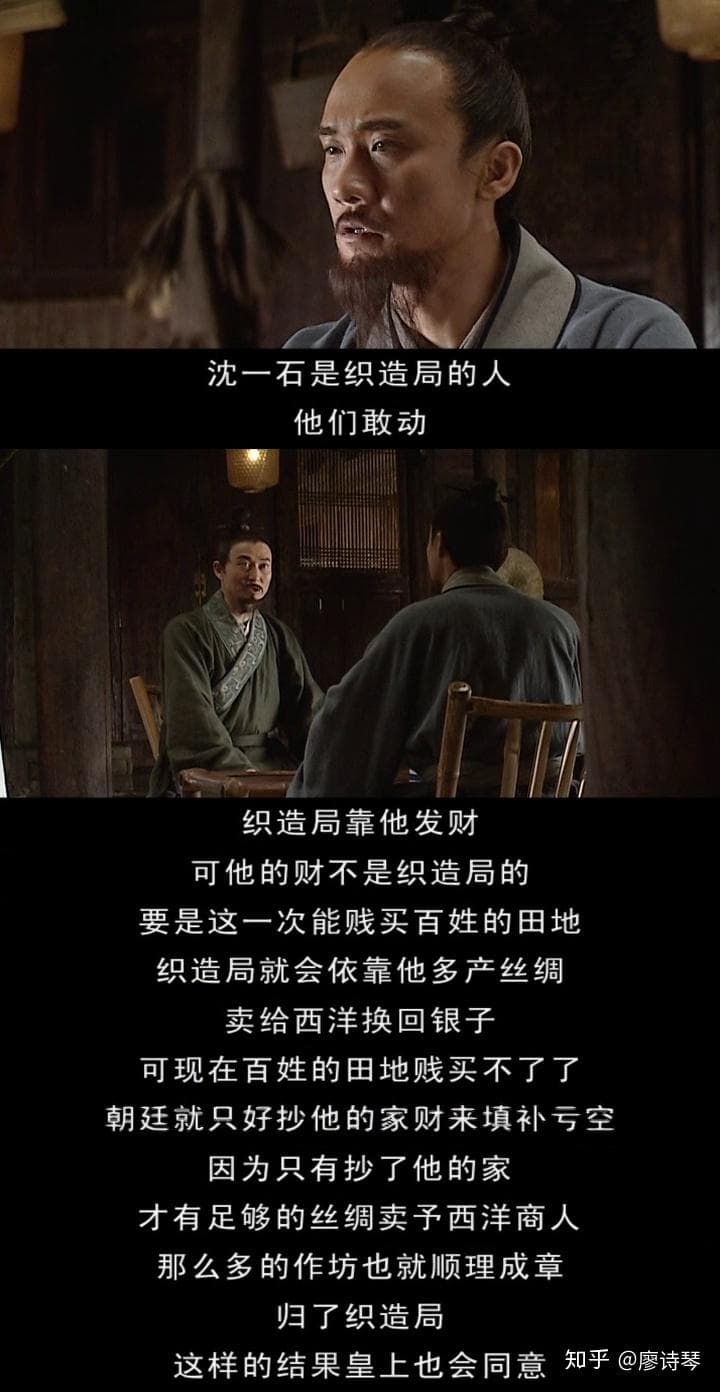 沈一石是织造局的人
他们敢动
织造局靠他发财
可他的财不是织造局的
要是这一次能贱买百姓的田地
织造局就会依靠他多产丝绸
卖给西洋换回银子
可现在百姓的田地贱买不了了
朝廷就只好抄他的家财来填补亏空
因为只有抄了他的家
才有足够的丝绸卖予西洋商人
那么多的作坊也就顺理成章
归了织造局
这样的结果皇上也会同意
知乎 @廖诗琴